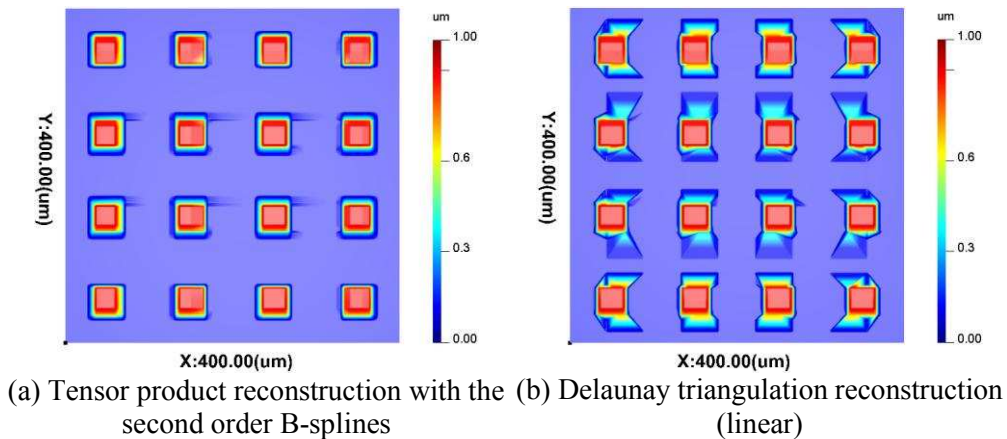 um
1.00
0.6
0.3
0.00
Y:400.00(um)
X:400.00(um)
(a) Tensor product reconstruction with the
second order B-splines
um
1.00
0.6
0.3
0.00
Y:400.00(um)
X:400.00(um)
(b) Delaunay triangulation reconstruction
(linear)